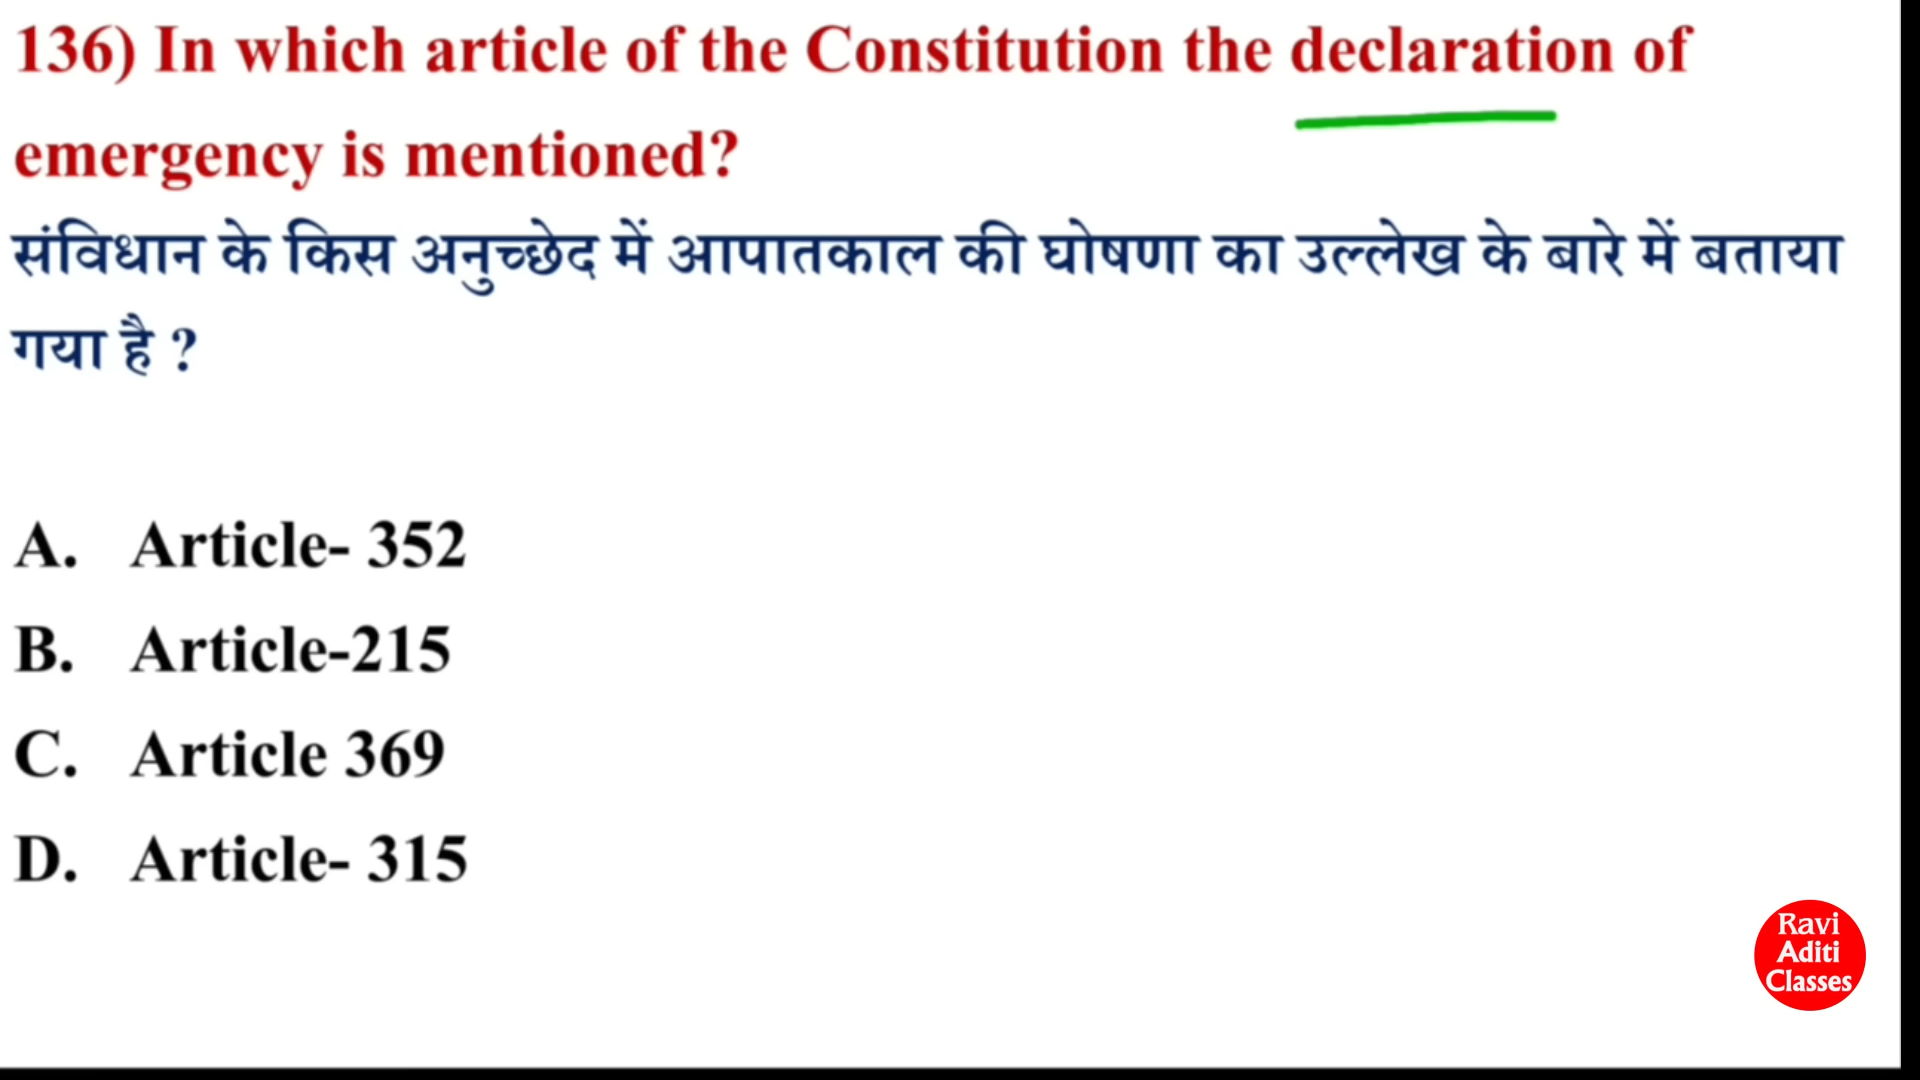 136) In which article of the Constitution the declaration of
emergency is mentioned?
संविधान के किस अनुच्छेद में आपातकाल की घोषणा का उल्लेख के बारे में बताया
गया है ?
A. Article- 352
B. Article-215
C. Article 369
D. Article- 315
Ravi
Aditi
Classes